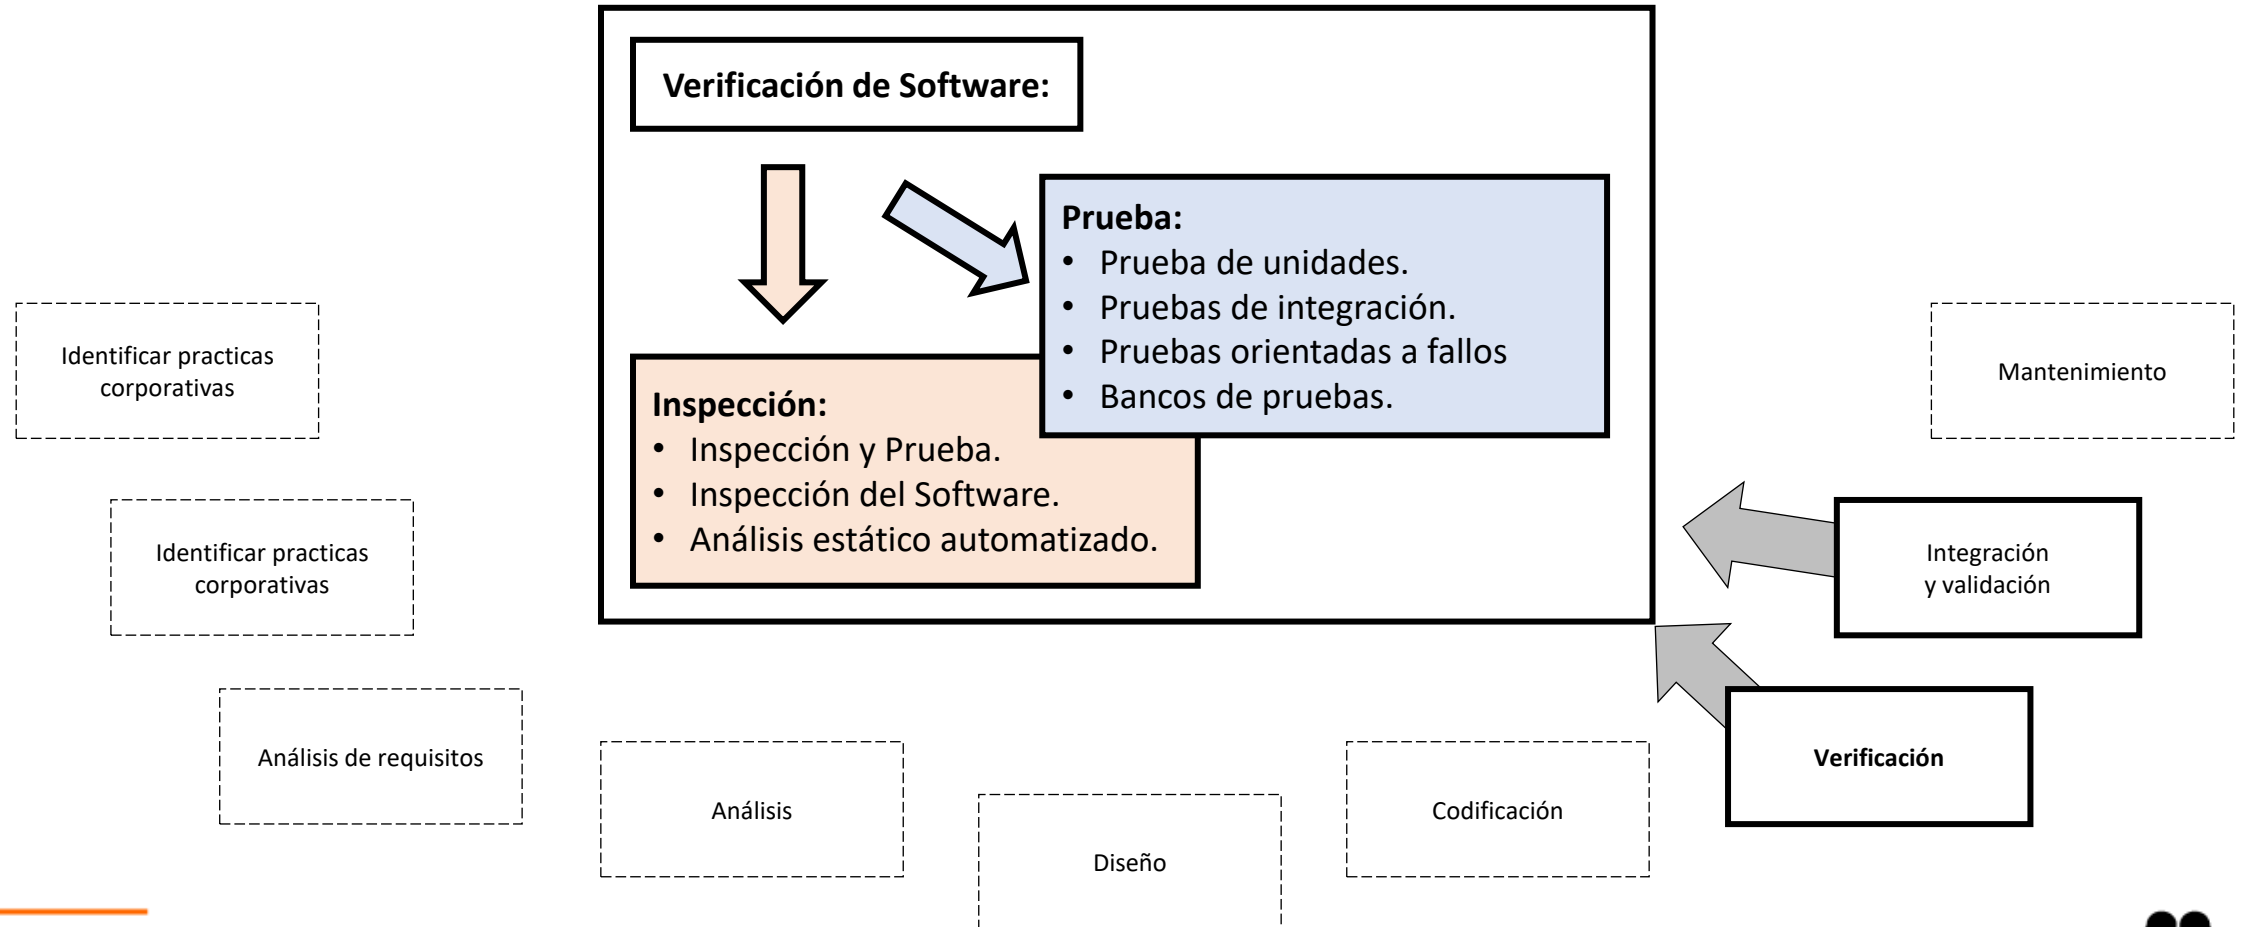 Verificación de Software:
Prueba:
• Prueba de unidades.
• Pruebas de integración.
• Pruebas orientadas a fallos
• Bancos de pruebas.
Inspección:
• Inspección y Prueba.
• Inspección del Software.
• Análisis estático automatizado.
Identificar practicas
corporativas
Identificar practicas
corporativas
Análisis de requisitos
Análisis
Diseño
Codificación
Verificación
Integración
y validación
Mantenimiento